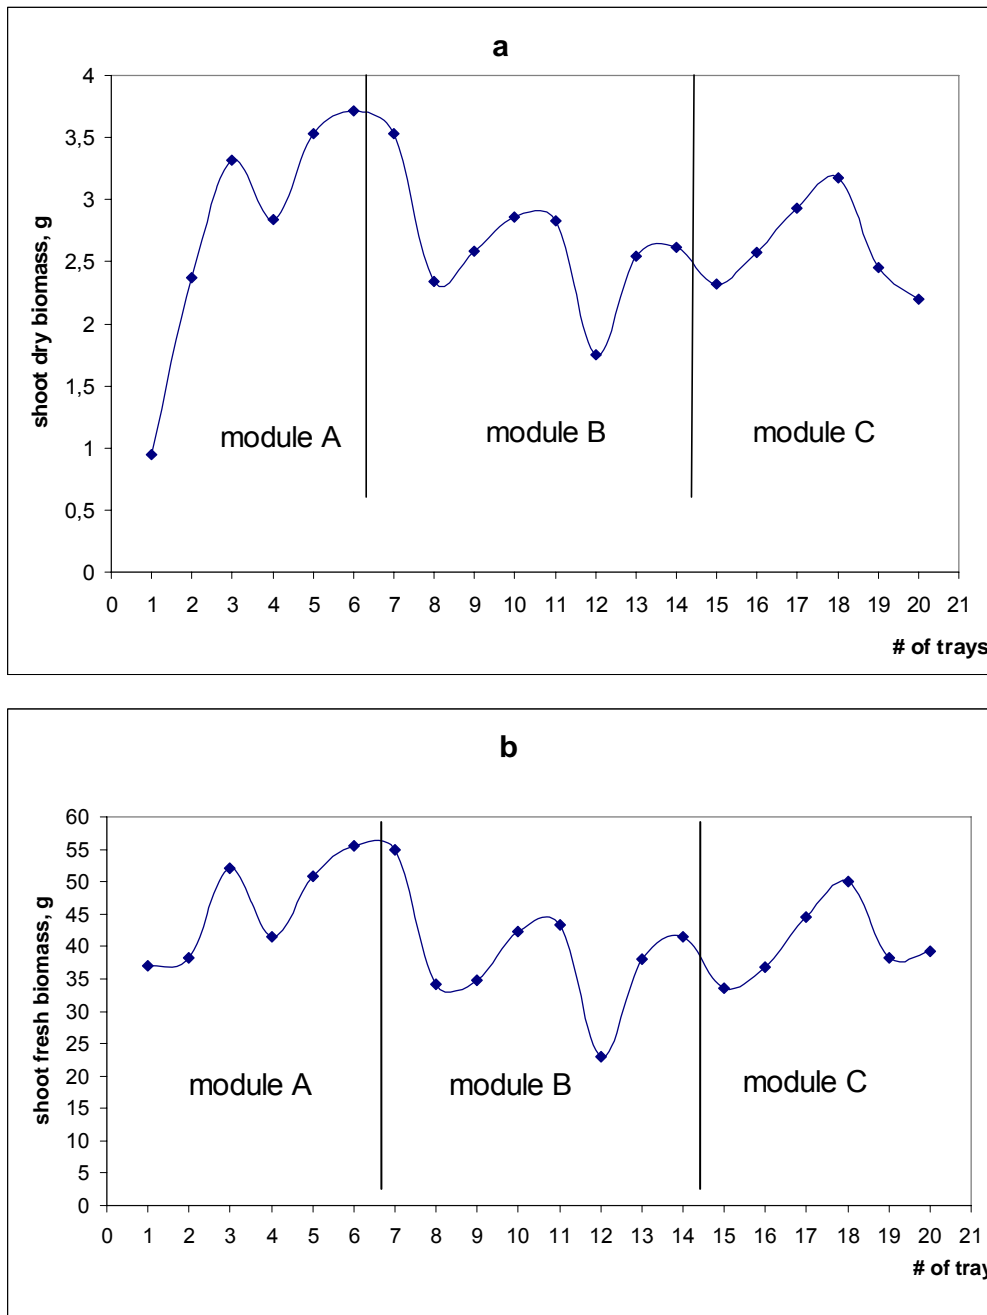 a
4
3,5
3
2,5
2
1,5
1
0,5
0
shoot dry biomass, g
module A
module B
module C
0 1 2 3 4 5 6 7 8 9 10 11 12 13 14 15 16 17 18 19 20 21
# of trays
b
60
55
50
45
40
35
30
25
20
15
10
5
0
shoot fresh biomass, g
module A
module B
module C
0 1 2 3 4 5 6 7 8 9 10 11 12 13 14 15 16 17 18 19 20 21
# of tray